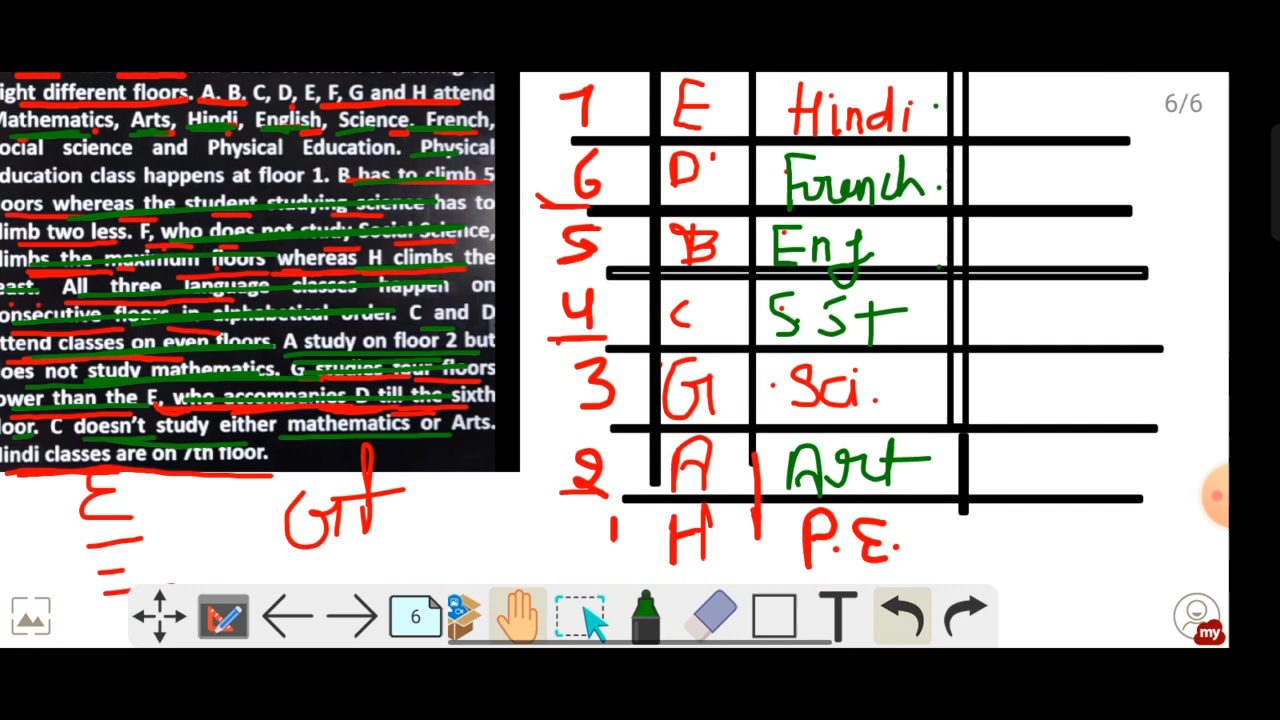 ight different floors. A. B, C, D, E, F, G and H attend
Mathematics, Arts, Hindi, English, Science. French,
ocial science and Physical Education. Physical
ducation class happens at floor 1. B has to climb 5
loors whereas the student studying science has to
limb two less. F, who does not study Social Science,
limbs the maximum floors whereas H climbs the
east. All three language classes happen on
onsecutive floors in alphabetical order. C and D
ttend classes on even floors. A study on floor 2 but
oes not study mathematics. G studies four floors
ower than the E, who accompanies D till the sixth
loor. C doesn't study either mathematics or Arts.
indi classes are on 7th floor.
E
Gf
7 E Hindi
6 D French
5 B Eng
4 C SSt
3 G Sci.
2 A Art
1 H P.E.
6/6
6
T
my